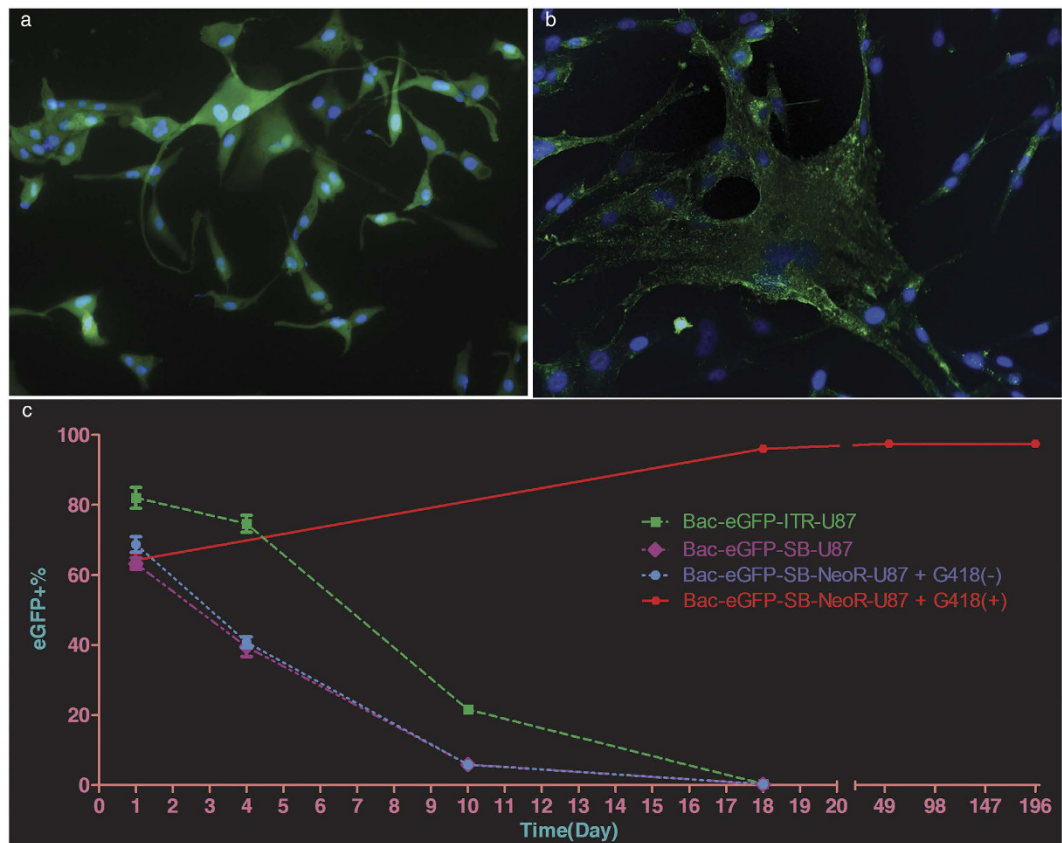 a
b
c
100
80
60
40
20
0
eGFP+%
Bac-eGFP-ITR-U87
Bac-eGFP-SB-U87
Bac-eGFP-SB-NeoR-U87 + G418(-)
Bac-eGFP-SB-NeoR-U87 + G418(+)
0 1 2 3 4 5 6 7 8 9 10 11 12 13 14 15 16 17 18 19 20 49 98 147 196
Time(Day)